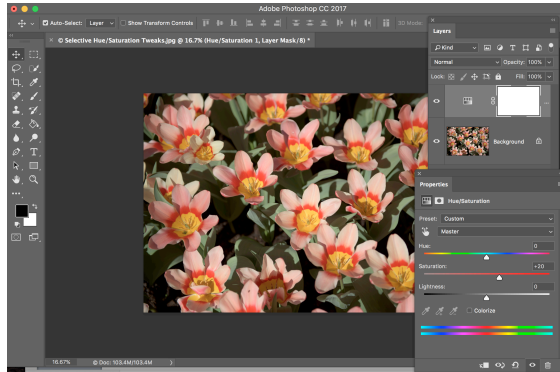 Adobe Photoshop CC 2017
Auto-Select: Layer Show Transform Controls 3D Mode:
× © Selective Hue/Saturation Tweaks.jpg @ 16.7% (Hue/Saturation 1, Layer Mask/8) *
Layers
Kind
Normal Opacity: 100%
Lock: Fill: 100%
Background
Properties
Hue/Saturation
Preset: Custom
Master
Hue: 0
Saturation: +20
Lightness: 0
Colorize
16.67% © Doc: 103.4M/103.4M